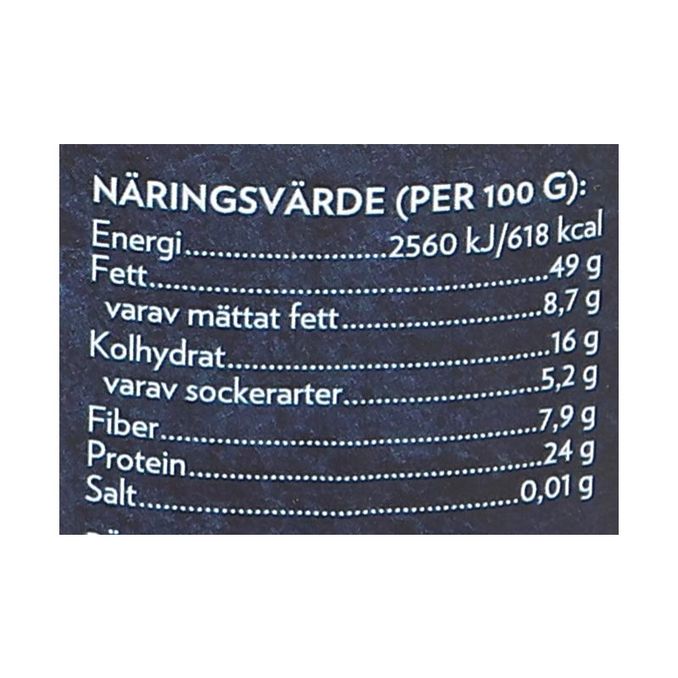 NÄRINGSVÄRDE (PER 100 G):
Energi..........................2560 kJ/618 kcal
Fett..................................................49 g
varav mättat fett.........................8,7 g
Kolhydrat........................................16 g
varav sockerarter.........................5,2 g
Fiber................................................7,9 g
Protein............................................24 g
Salt................................................0,01 g